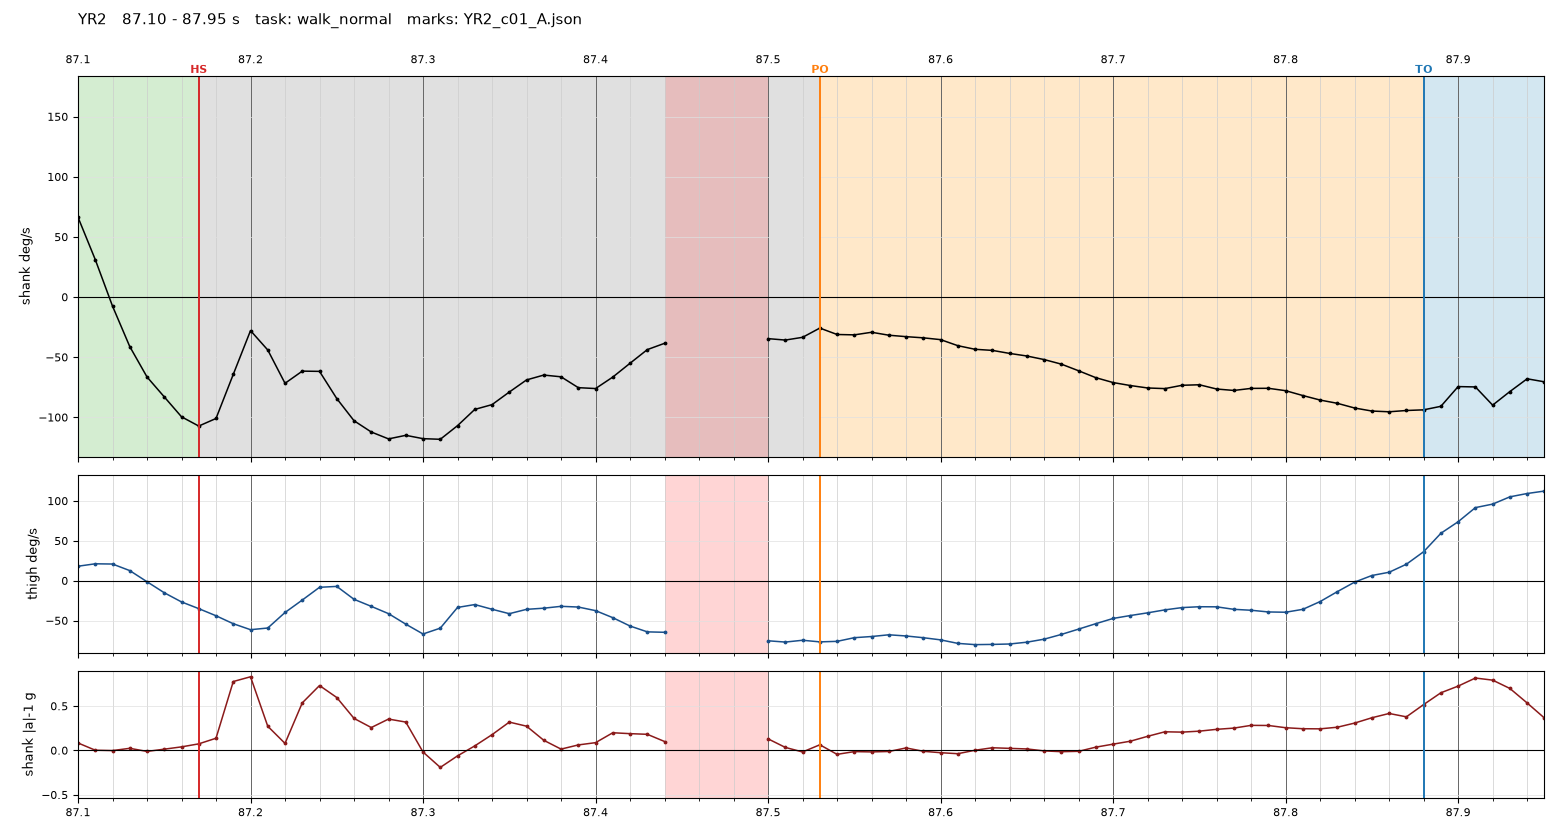 YR2   87.10 - 87.95 s   task: walk_normal   marks: YR2_c01_A.json
87.1 87.2 87.3 87.4 87.5 87.6 87.7 87.8 87.9
HS PO TO
150
100
50
0
−50
−100
shank deg/s
100
50
0
−50
thigh deg/s
0.5
0.0
−0.5
shank |a|-1 g
87.1 87.2 87.3 87.4 87.5 87.6 87.7 87.8 87.9